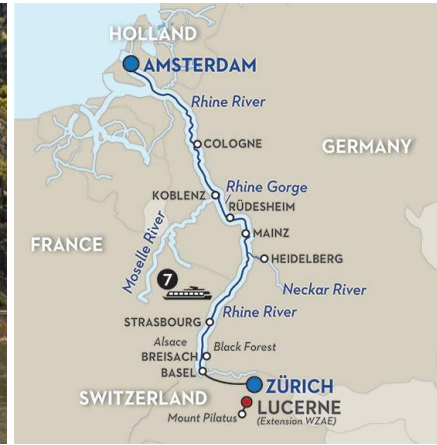 HOLLAND
AMSTERDAM
Rhine River
COLOGNE
GERMANY
KOBLENZ
Rhine Gorge
RÜDESHEIM
MAINZ
FRANCE
Moselle River
HEIDELBERG
7
Neckar River
STRASBOURG
Rhine River
Alsace
Black Forest
BREISACH
BASEL
ZÜRICH
SWITZERLAND
LUCERNE
(Extension WZAE)
Mount Pilatus